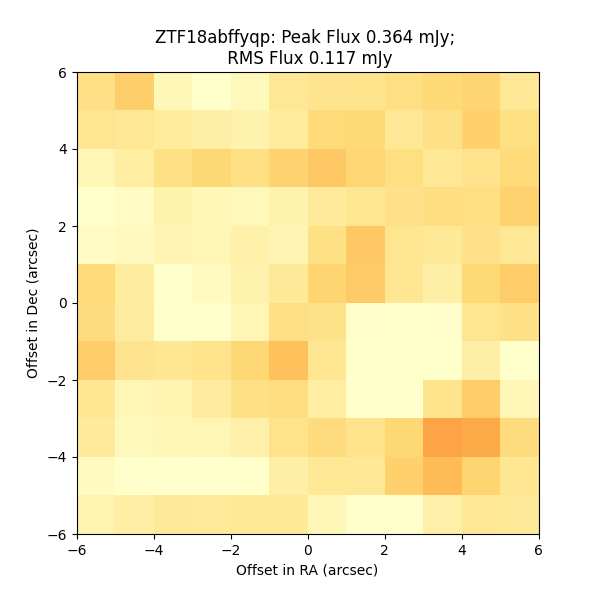 ZTF18abffyqp: Peak Flux 0.364 mJy;
RMS Flux 0.117 mJy
6
4
2
0
−2
−4
−6
Offset in Dec (arcsec)
−6 −4 −2 0 2 4 6
Offset in RA (arcsec)